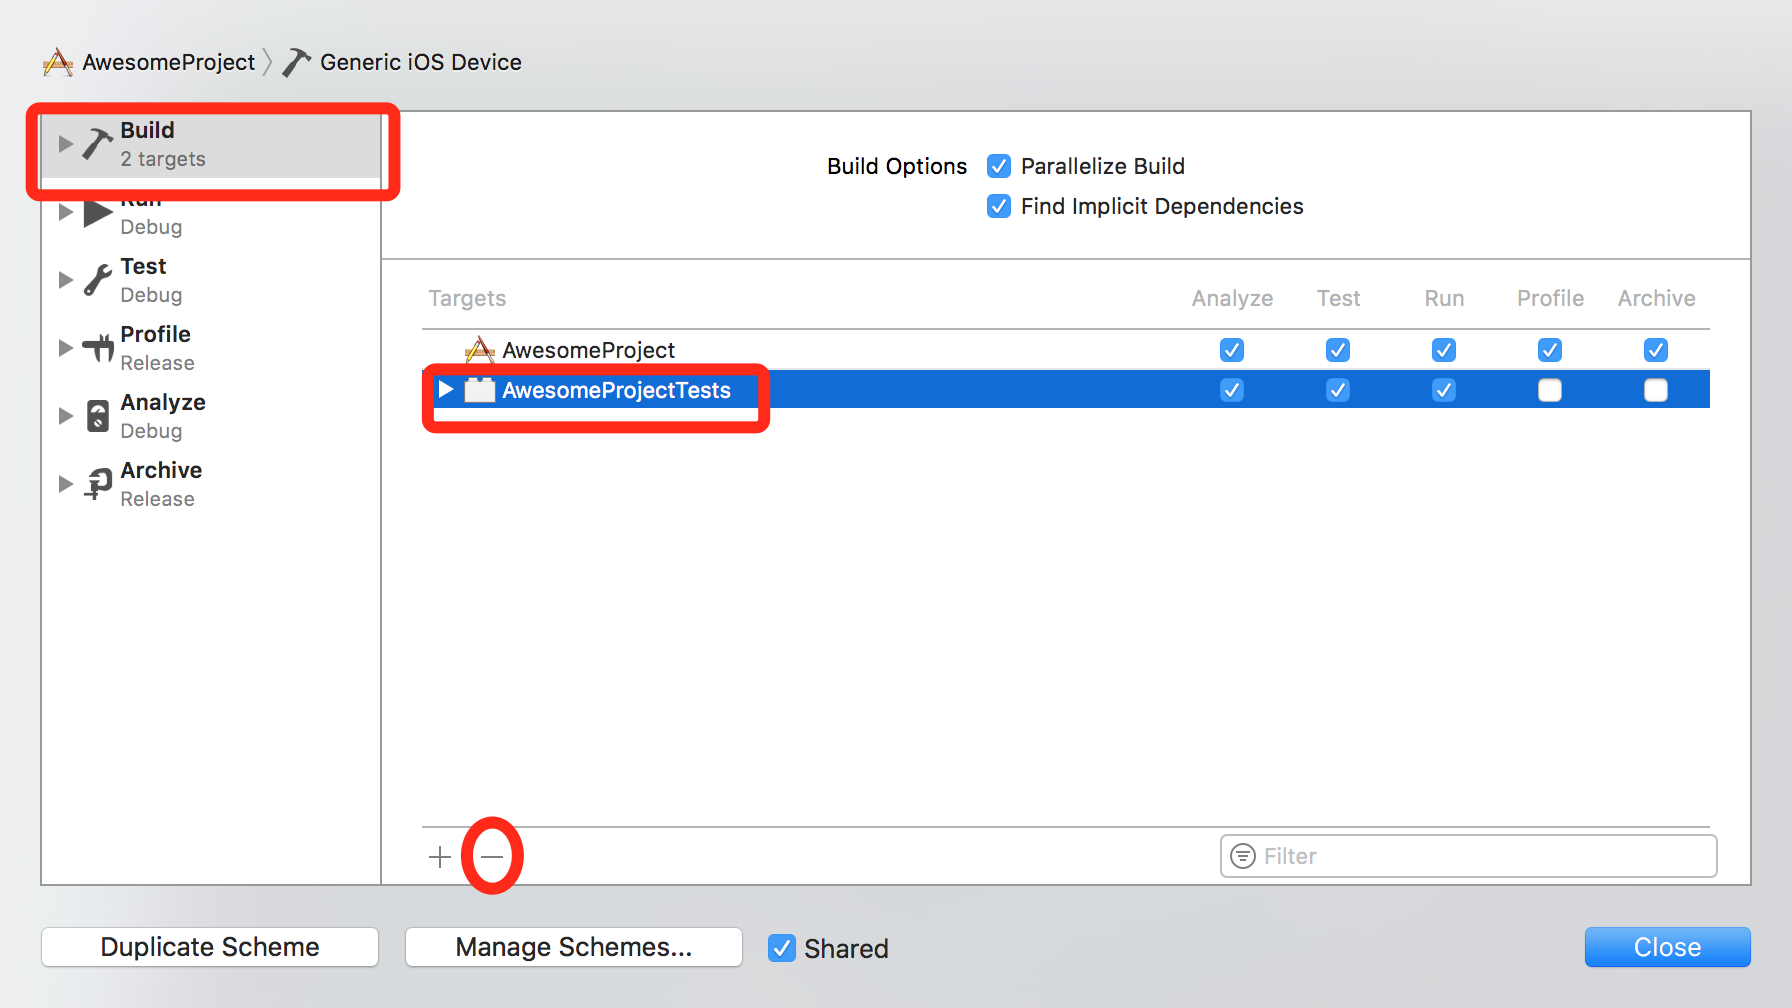 AwesomeProject Generic iOS Device
Build
2 targets
Run
Debug
Test
Debug
Profile
Release
Analyze
Debug
Archive
Release
Build Options Parallelize Build
Find Implicit Dependencies
Targets Analyze Test Run Profile Archive
AwesomeProject
AwesomeProjectTests
Filter
Duplicate Scheme Manage Schemes... Shared Close